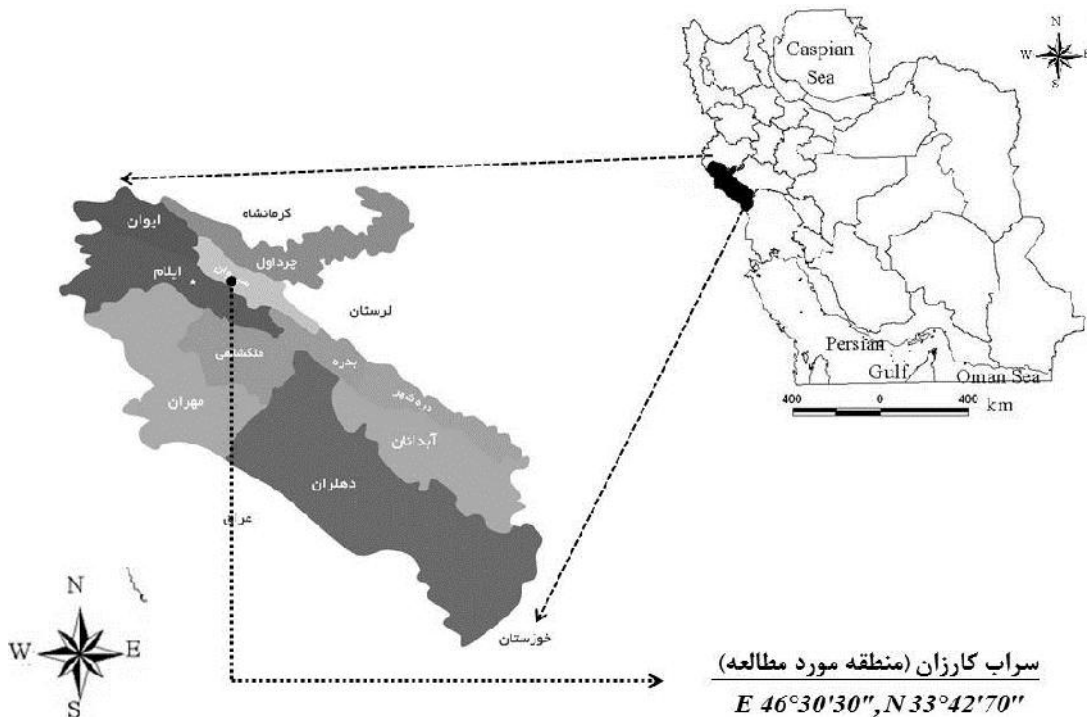 N
W
E
S
Caspian
Sea
Persian
Gulf
Oman Sea
400
0
400
km
ایوان
کرمانشاه
چرداول
ایلام
لرستان
ملکشاهی
بدره
مهران
دره شهر
آبدانان
دهلران
عراق
خوزستان
N
W
E
S
سراب کارزان (منطقه مورد مطالعه)
E 46°30'30", N 33°42'70"